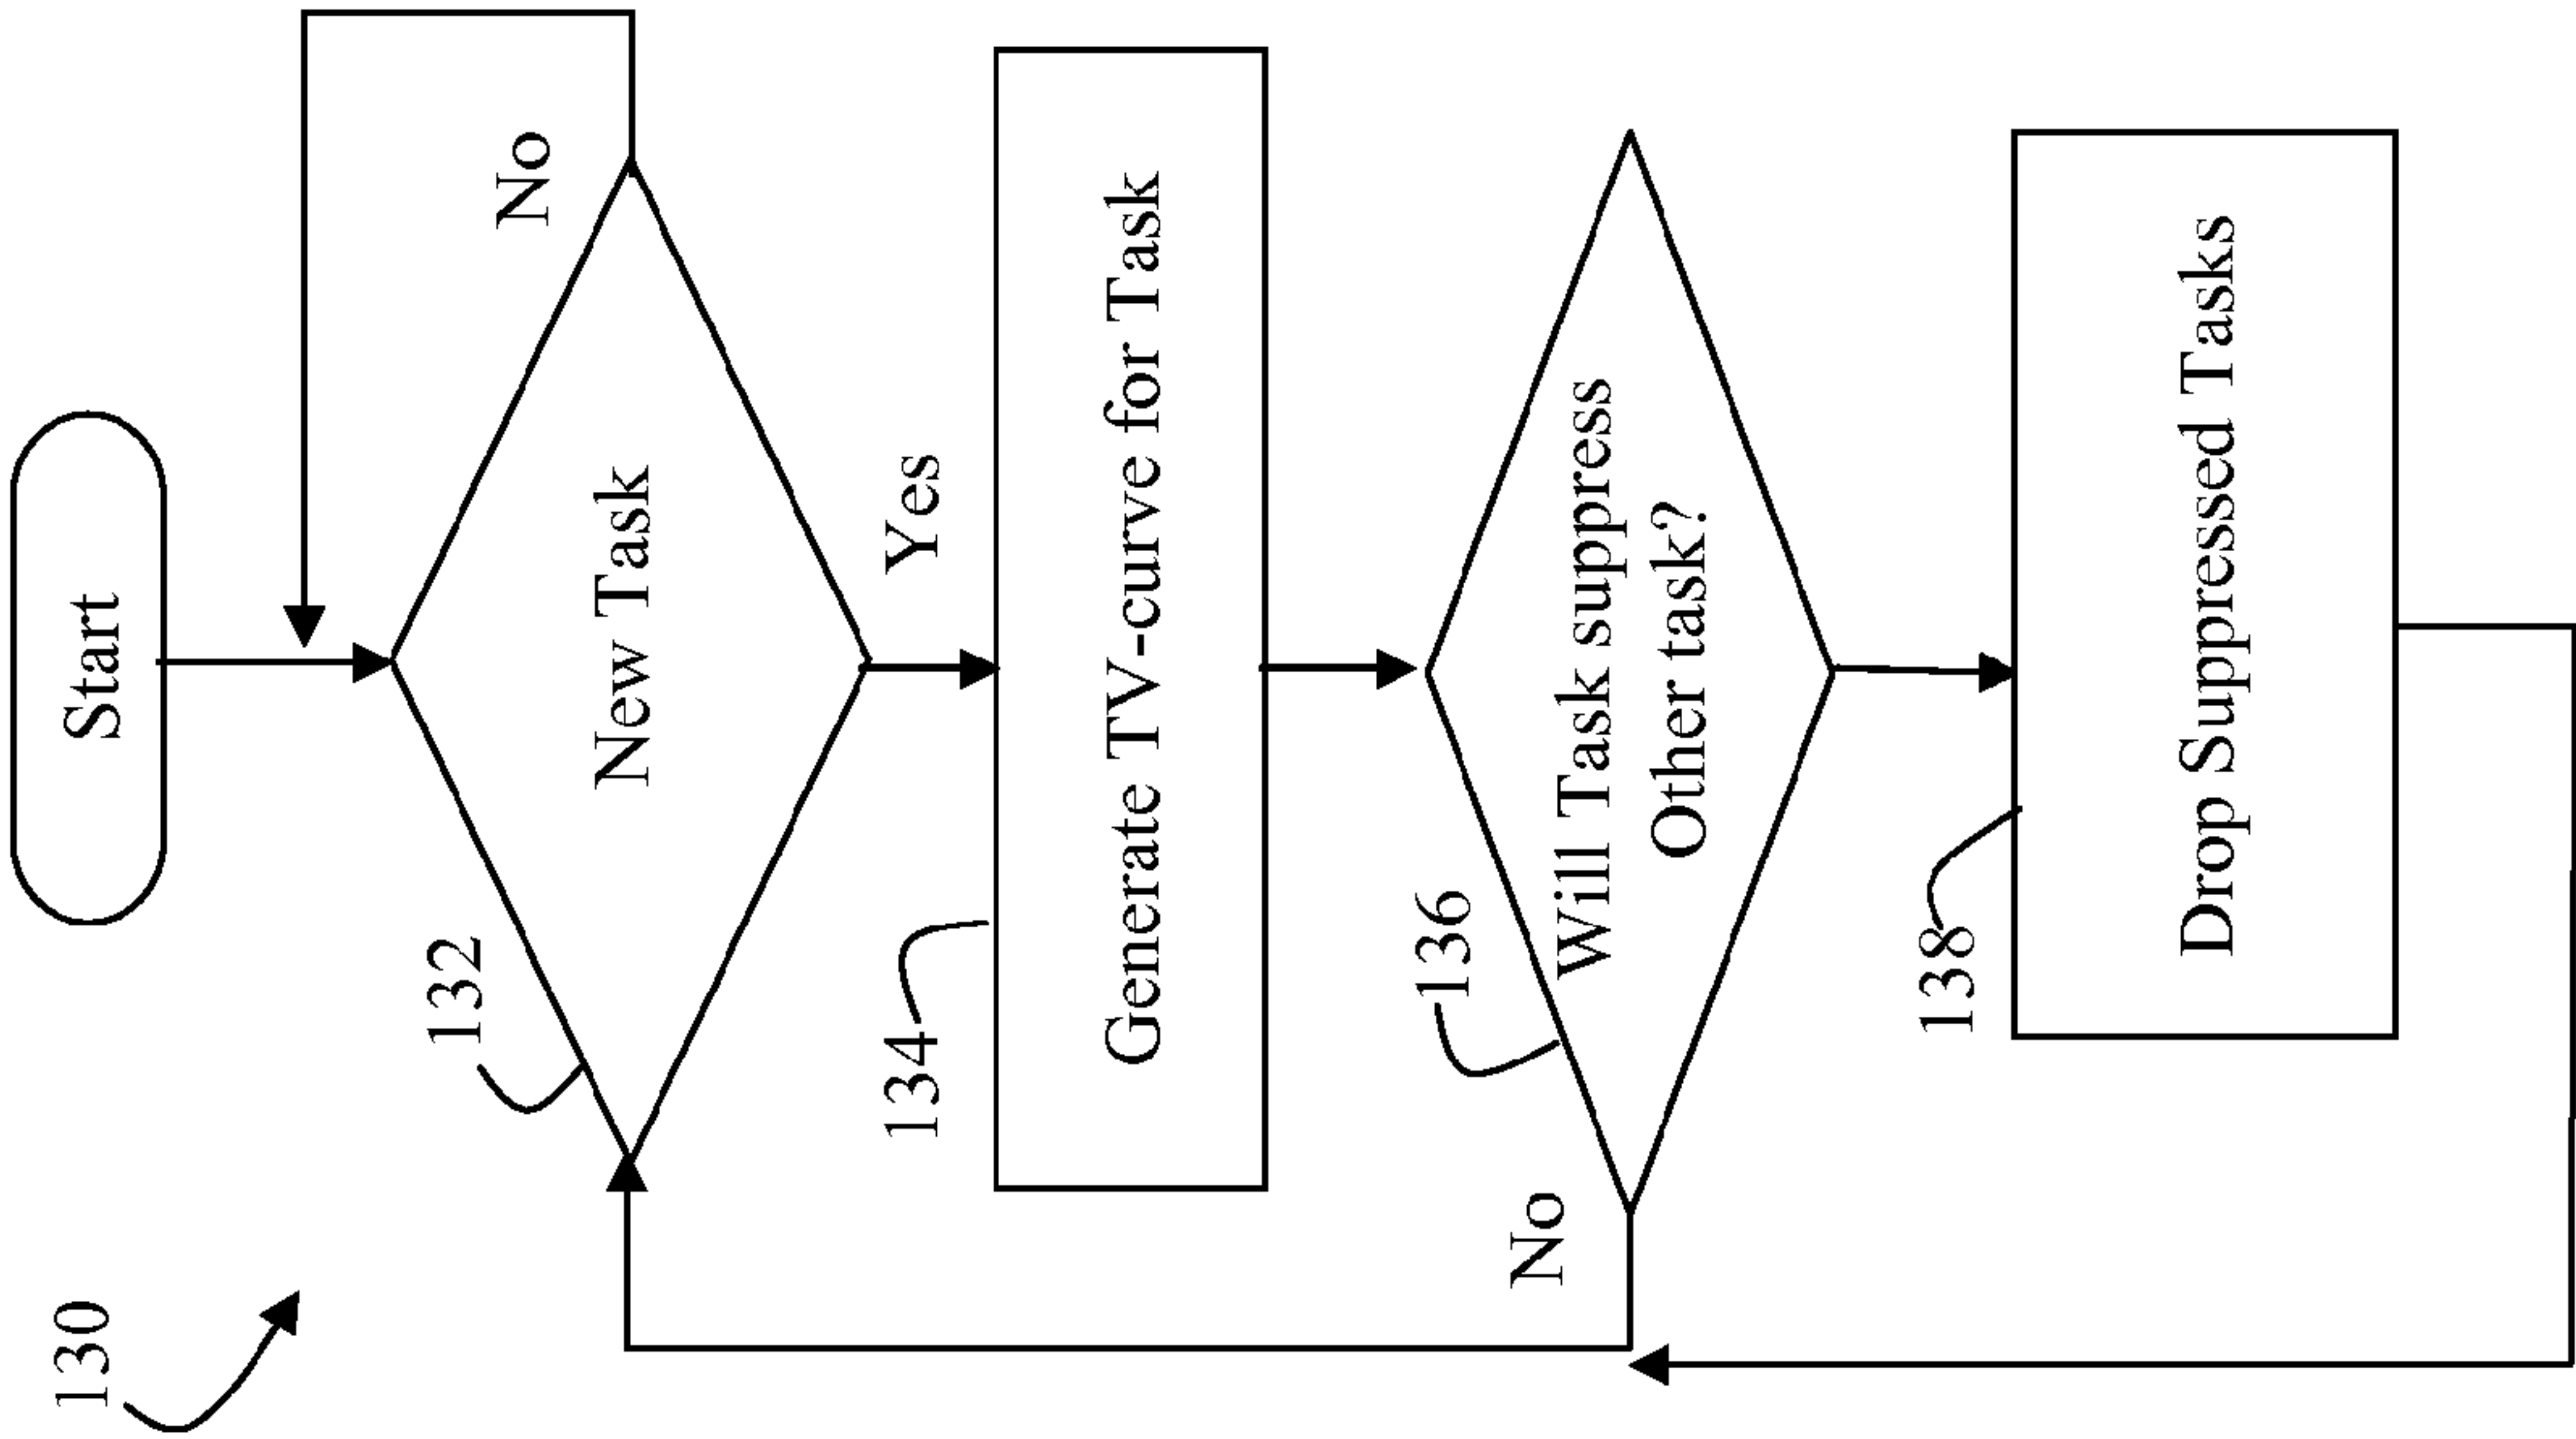 130
Start
No
132
New Task
Yes
134
Generate TV-curve for Task
136
Will Task suppress
Other task?
No
138
Drop Suppressed Tasks